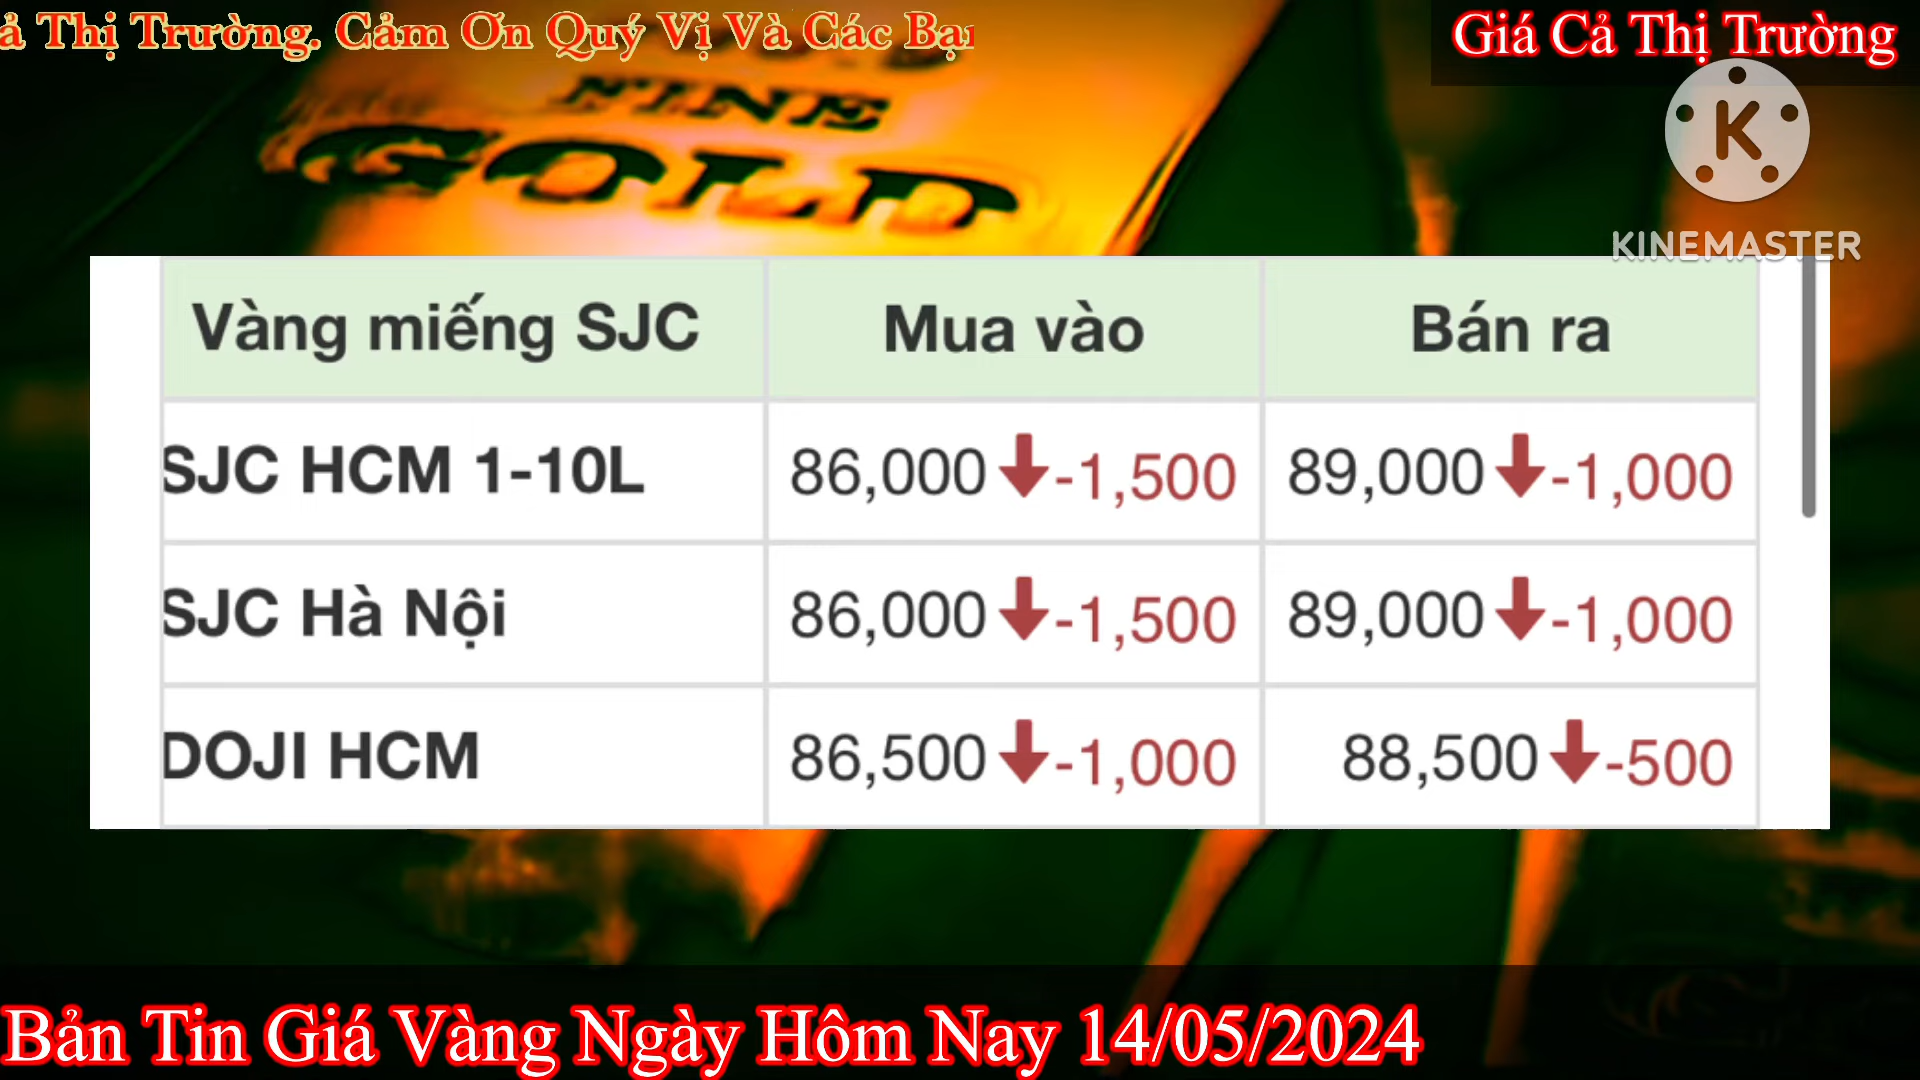 ả Thị Trường. Cảm Ơn Quý Vị Và Các Bạn
Giá Cả Thị Trường
FINE
GOLD
K
KINEMASTER
Vàng miếng SJC Mua vào Bán ra
SJC HCM 1-10L 86,000 -1,500 89,000 -1,000
SJC Hà Nội 86,000 -1,500 89,000 -1,000
DOJI HCM 86,500 -1,000 88,500 -500
Bản Tin Giá Vàng Ngày Hôm Nay 14/05/2024